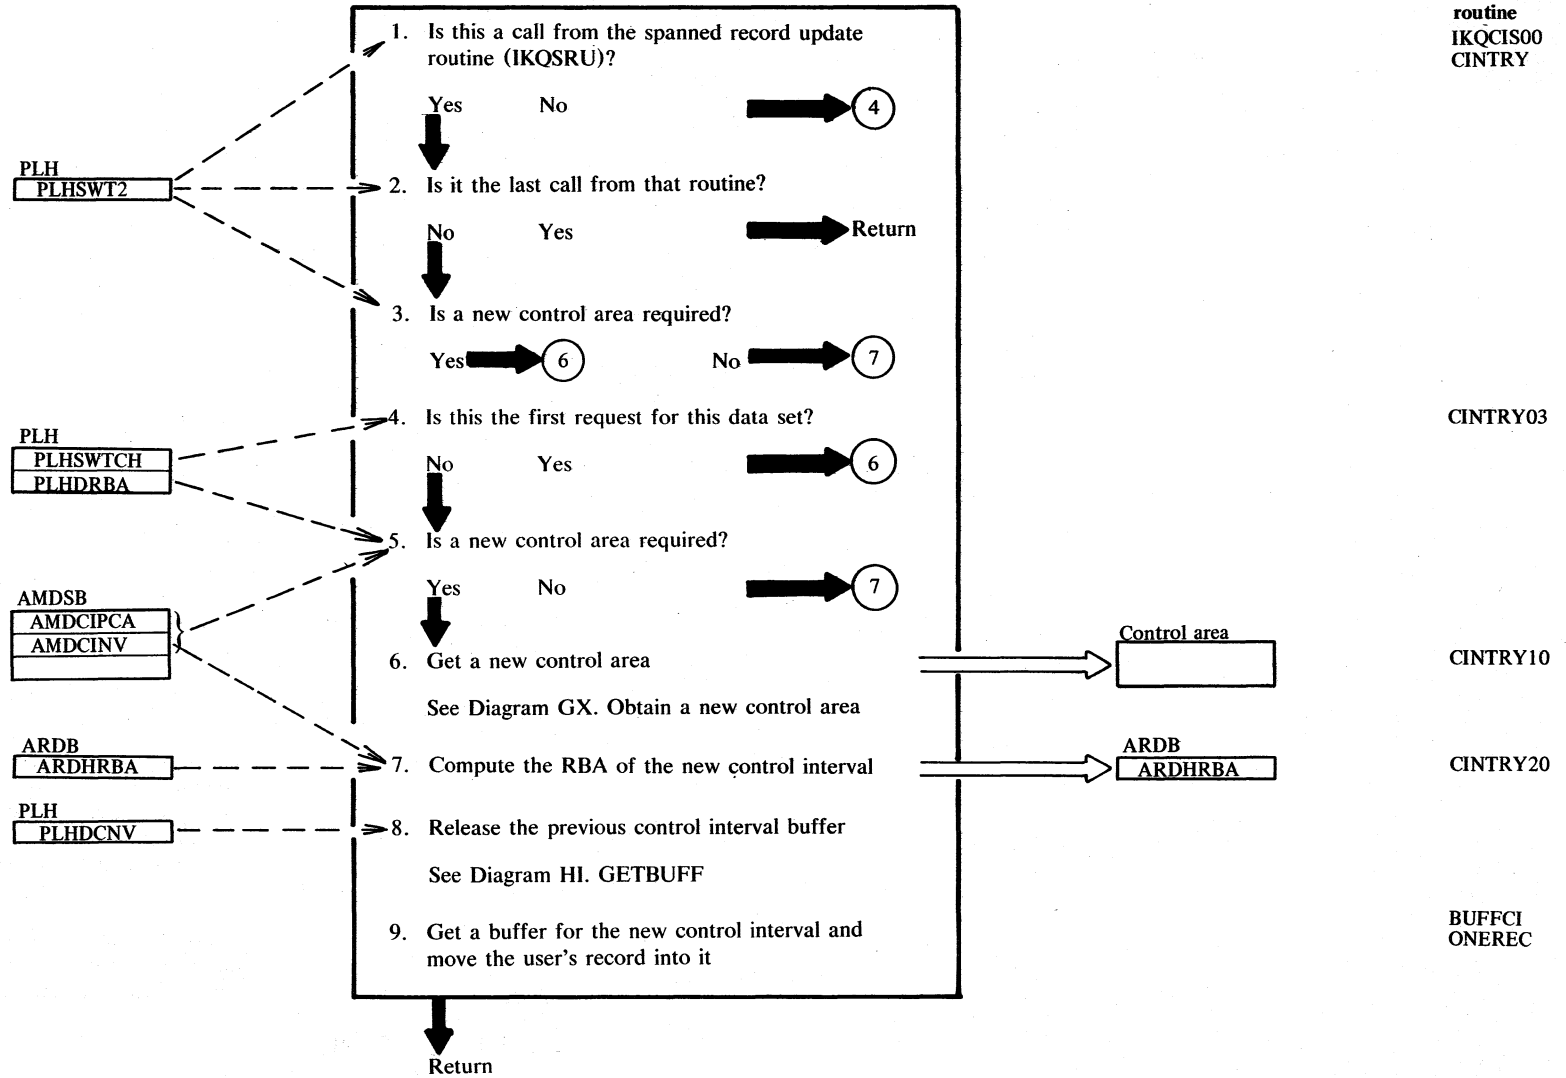 routine
IKQCIS00
CINTRY
1. Is this a call from the spanned record update
routine (IKQSRU)?
Yes No 4
PLH
PLHSWT2
2. Is it the last call from that routine?
No Yes Return
3. Is a new control area required?
Yes 6 No 7
4. Is this the first request for this data set?
CINTRY03
PLH
PLHSWTCH
PLHDRBA
No Yes 6
5. Is a new control area required?
Yes No 7
AMDSB
AMDCIPCA
AMDCINV
6. Get a new control area
Control area
CINTRY10
See Diagram GX. Obtain a new control area
ARDB
ARDHRBA
7. Compute the RBA of the new control interval
ARDB
ARDHRBA
CINTRY20
PLH
PLHDCNV
8. Release the previous control interval buffer
See Diagram HI. GETBUFF
9. Get a buffer for the new control interval and
move the user's record into it
BUFFCI
ONEREC
Return